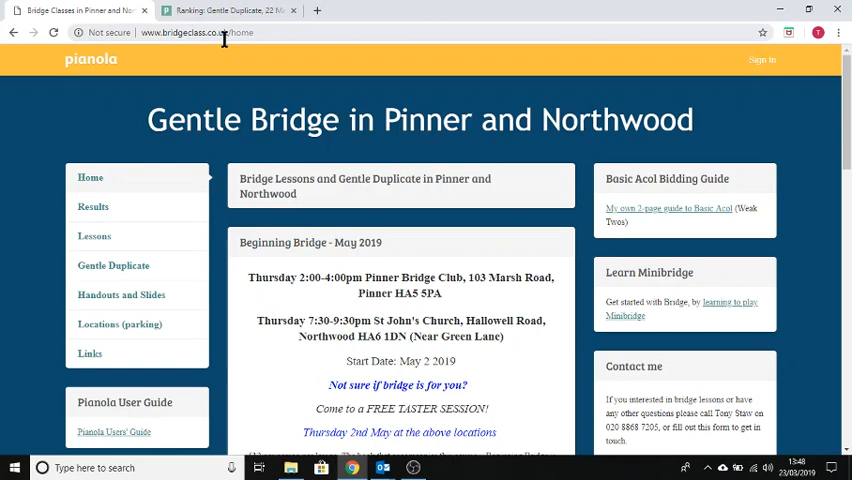 Bridge Classes in Pinner and Nor
Ranking: Gentle Duplicate, 22 M
Not secure
www.bridgeclass.co.uk/home
T
pianola
Sign in
Gentle Bridge in Pinner and Northwood
Home
Results
Lessons
Gentle Duplicate
Handouts and Slides
Locations (parking)
Links
Pianola User Guide
Pianola Users' Guide
Bridge Lessons and Gentle Duplicate in Pinner and
Northwood
Beginning Bridge - May 2019
Thursday 2:00-4:00pm Pinner Bridge Club, 103 Marsh Road,
Pinner HA5 5PA
Thursday 7:30-9:30pm St John's Church, Hallowell Road,
Northwood HA6 1DN (Near Green Lane)
Start Date: May 2 2019
Not sure if bridge is for you?
Come to a FREE TASTER SESSION!
Thursday 2nd May at the above locations
Basic Acol Bidding Guide
My own 2-page guide to Basic Acol (Weak
Twos)
Learn Minibridge
Get started with Bridge, by learning to play
Minibridge
Contact me
If you interested in bridge lessons or have
any other questions please call Tony Staw on
020 8868 7205, or fill out this form to get in
touch.
Type here to search
13:48
23/03/2019